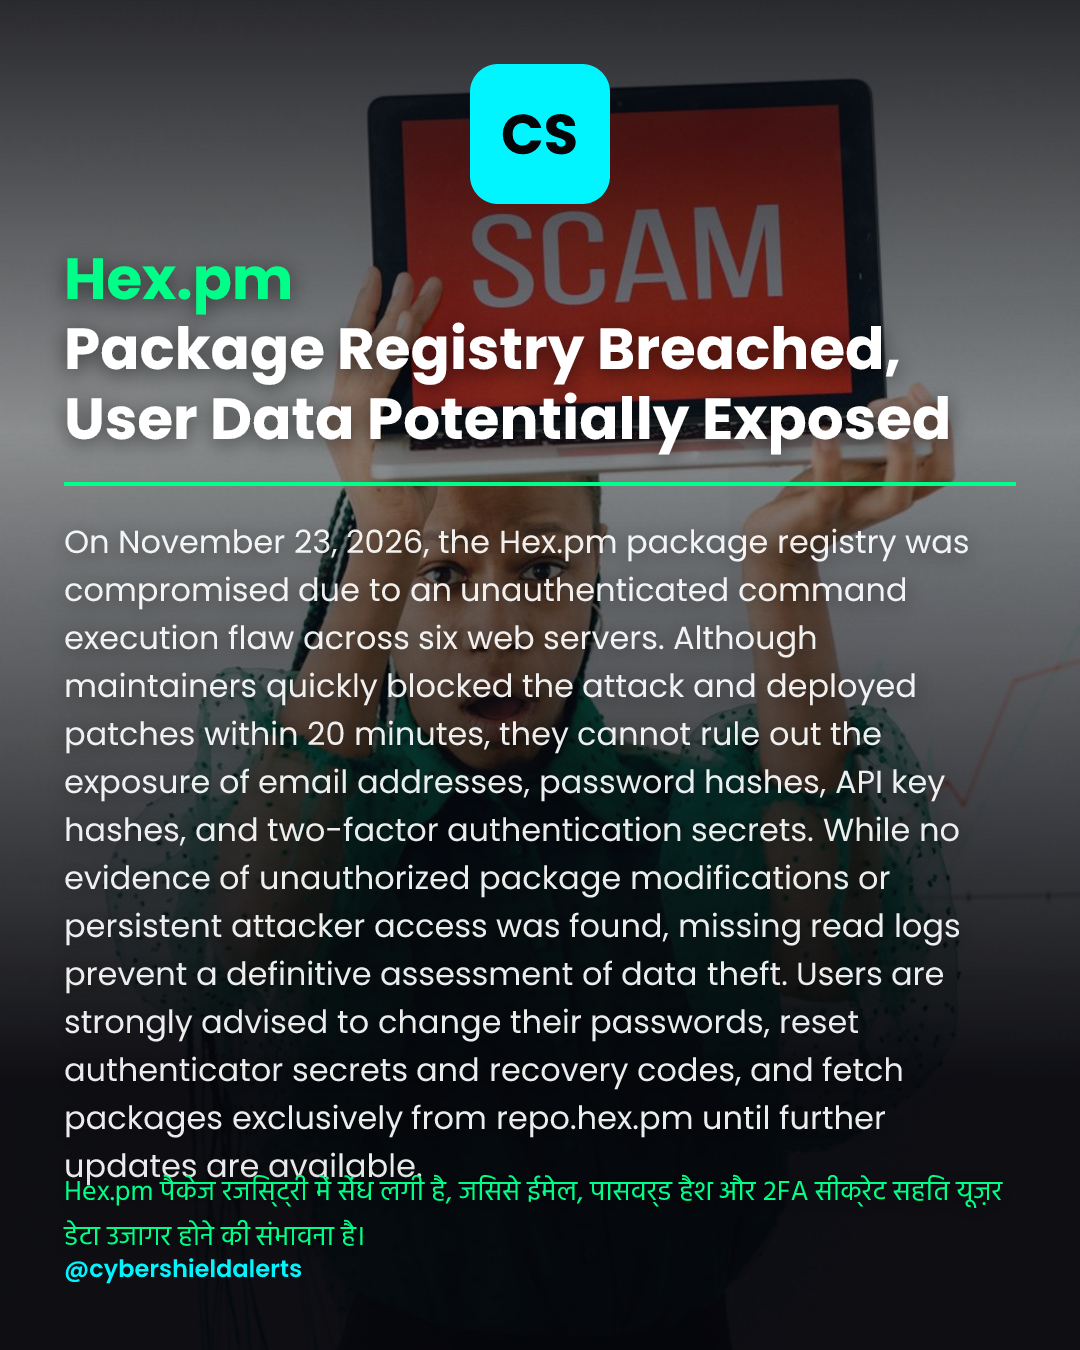 CS
SCAM
Hex.pm
Package Registry Breached,
User Data Potentially Exposed
On November 23, 2026, the Hex.pm package registry was
compromised due to an unauthenticated command
execution flaw across six web servers. Although
maintainers quickly blocked the attack and deployed
patches within 20 minutes, they cannot rule out the
exposure of email addresses, password hashes, API key
hashes, and two-factor authentication secrets. While no
evidence of unauthorized package modifications or
persistent attacker access was found, missing read logs
prevent a definitive assessment of data theft. Users are
strongly advised to change their passwords, reset
authenticator secrets and recovery codes, and fetch
packages exclusively from repo.hex.pm until further
updates are available.
Hex.pm पैकेज रजिस्ट्री में सेंध लगी है, जिससे ईमेल, पासवर्ड हैश और 2FA सीक्रेट सहित यूज़र
डेटा उजागर होने की संभावना है।
@cybershieldalerts